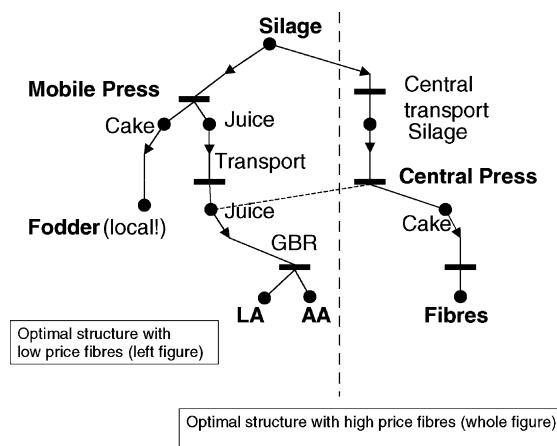 Silage
Mobile Press
Central
transport
Silage
Cake
Juice
Transport
Central Press
Juice
Cake
Fodder (local!)
GBR
LA
AA
Fibres
Optimal structure with
low price fibres (left figure)
Optimal structure with high price fibres (whole figure)